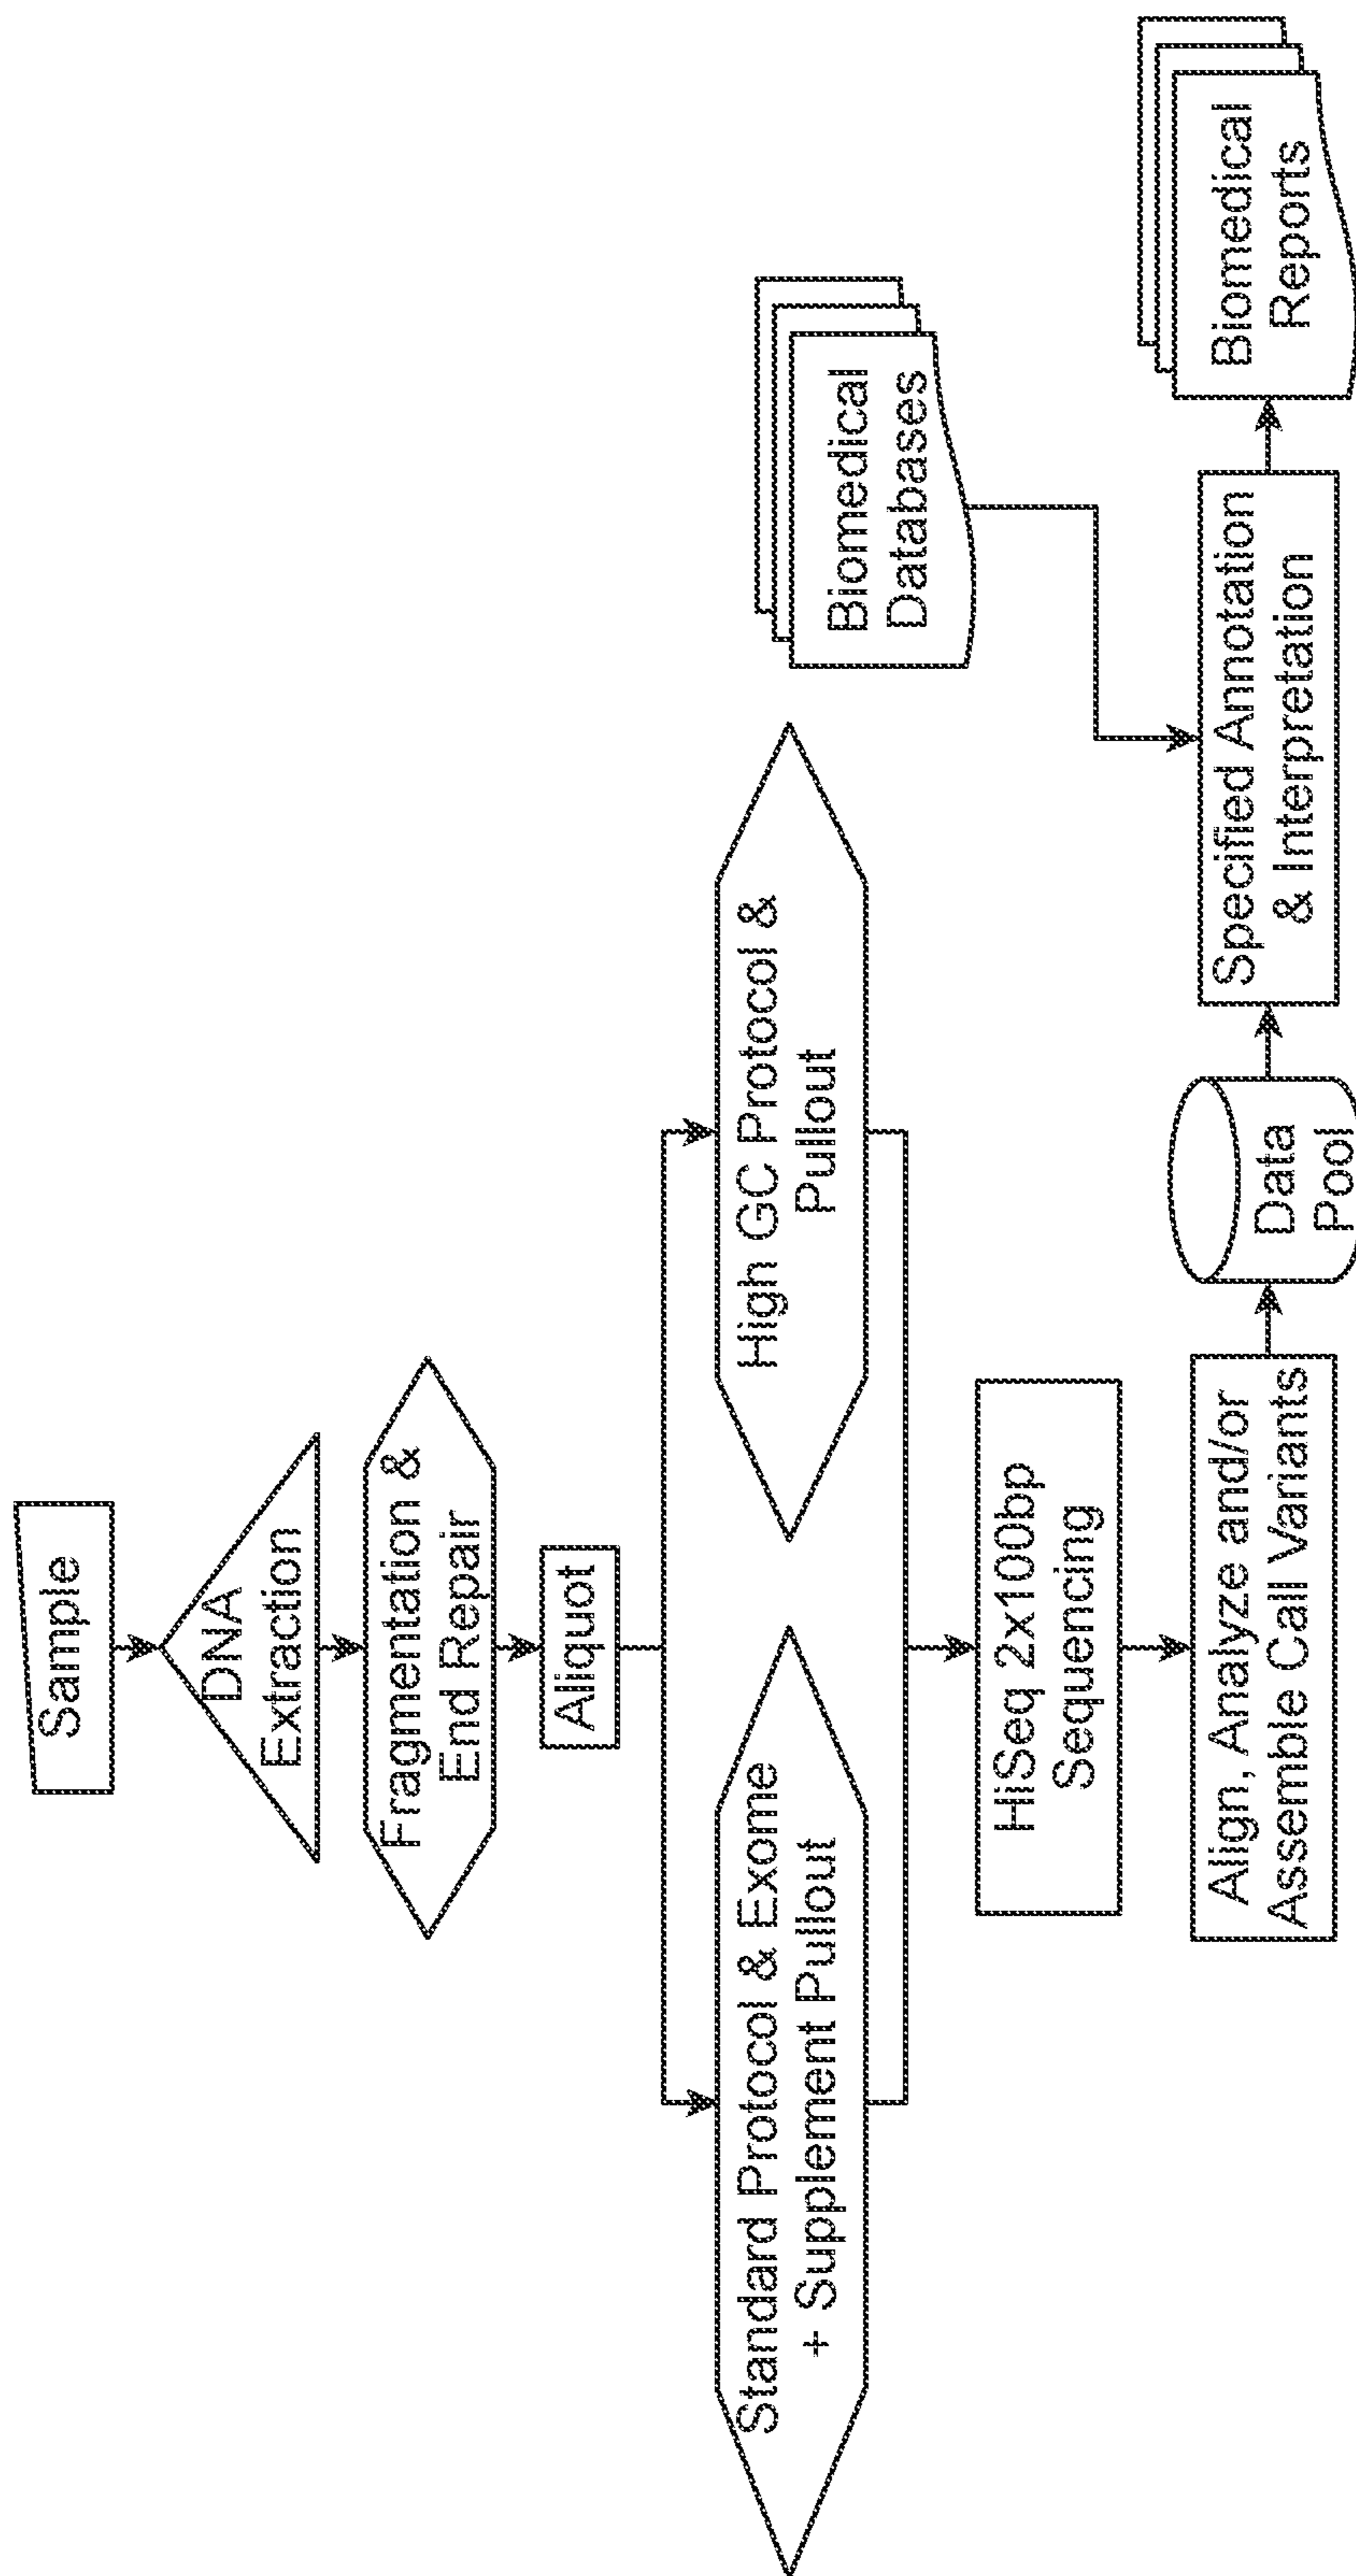 Sample
DNA
Extraction
Fragmentation &
End Repair
Aliquot
Standard Protocol & Exome
+ Supplement Pullout
High GC Protocol &
Pullout
HiSeq 2x100bp
Sequencing
Biomedical
Databases
Align, Analyze and/or
Assemble Call Variants
Data
Pool
Specified Annotation
& Interpretation
Biomedical
Reports